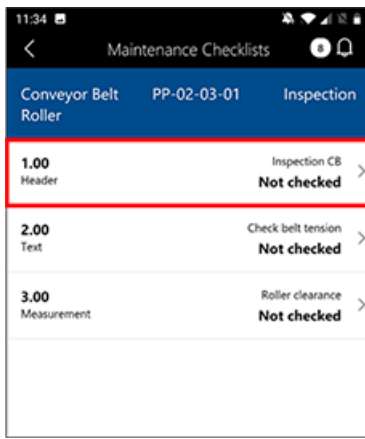 11:34
Maintenance Checklists 8
Conveyor Belt Roller PP-02-03-01 Inspection
1.00 Inspection CB
Header Not checked
2.00 Check belt tension
Text Not checked
3.00 Roller clearance
Measurement Not checked